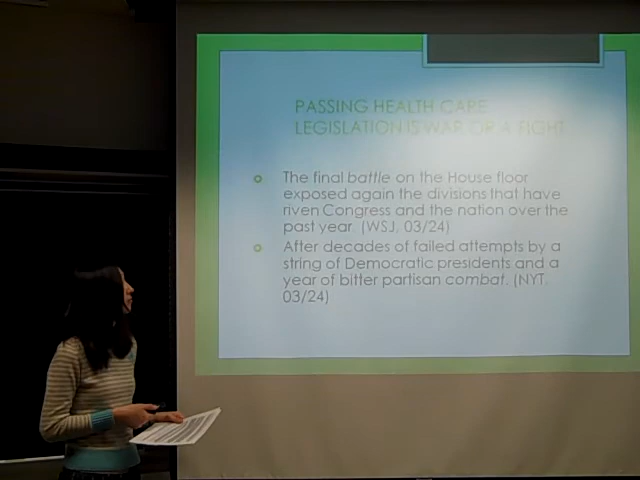 PASSING HEALTH CARE
LEGISLATION IS WAR OR A FIGHT
The final battle on the House floor
exposed again the divisions that have
riven Congress and the nation over the
past year. (WSJ, 03/24)
After decades of failed attempts by a
string of Democratic presidents and a
year of bitter partisan combat. (NYT,
03/24)